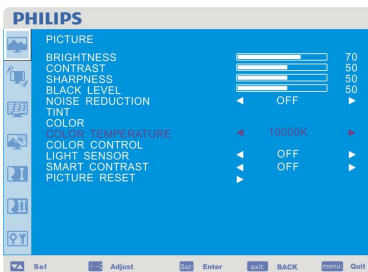 PHILIPS
PICTURE
BRIGHTNESS 70
CONTRAST 50
SHARPNESS 50
BLACK LEVEL 50
NOISE REDUCTION OFF
TINT
COLOR
COLOR TEMPERATURE 10000K
COLOR CONTROL
LIGHT SENSOR OFF
SMART CONTRAST OFF
PICTURE RESET
Sel Adjust Set Enter exit: BACK menu: Quit